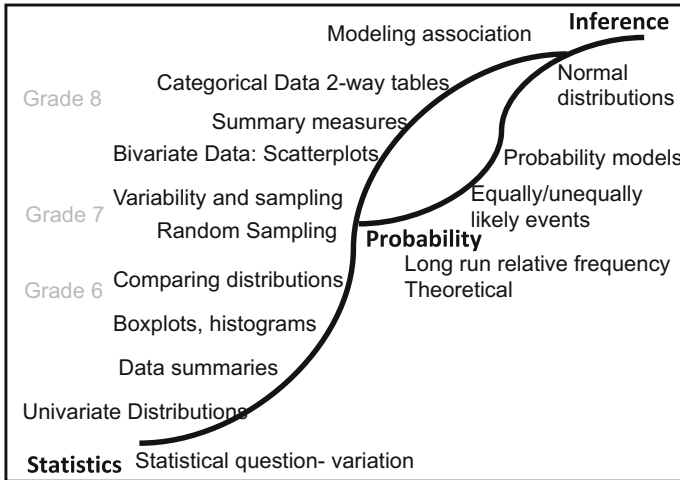 Inference
Modeling association
Normal
distributions
Grade 8
Categorical Data 2-way tables
Summary measures
Bivariate Data: Scatterplots
Probability models
Grade 7
Variability and sampling
Equally/unequally
likely events
Random Sampling
Probability
Long run relative frequency
Theoretical
Grade 6
Comparing distributions
Boxplots, histograms
Data summaries
Univariate Distributions
Statistics
Statistical question- variation